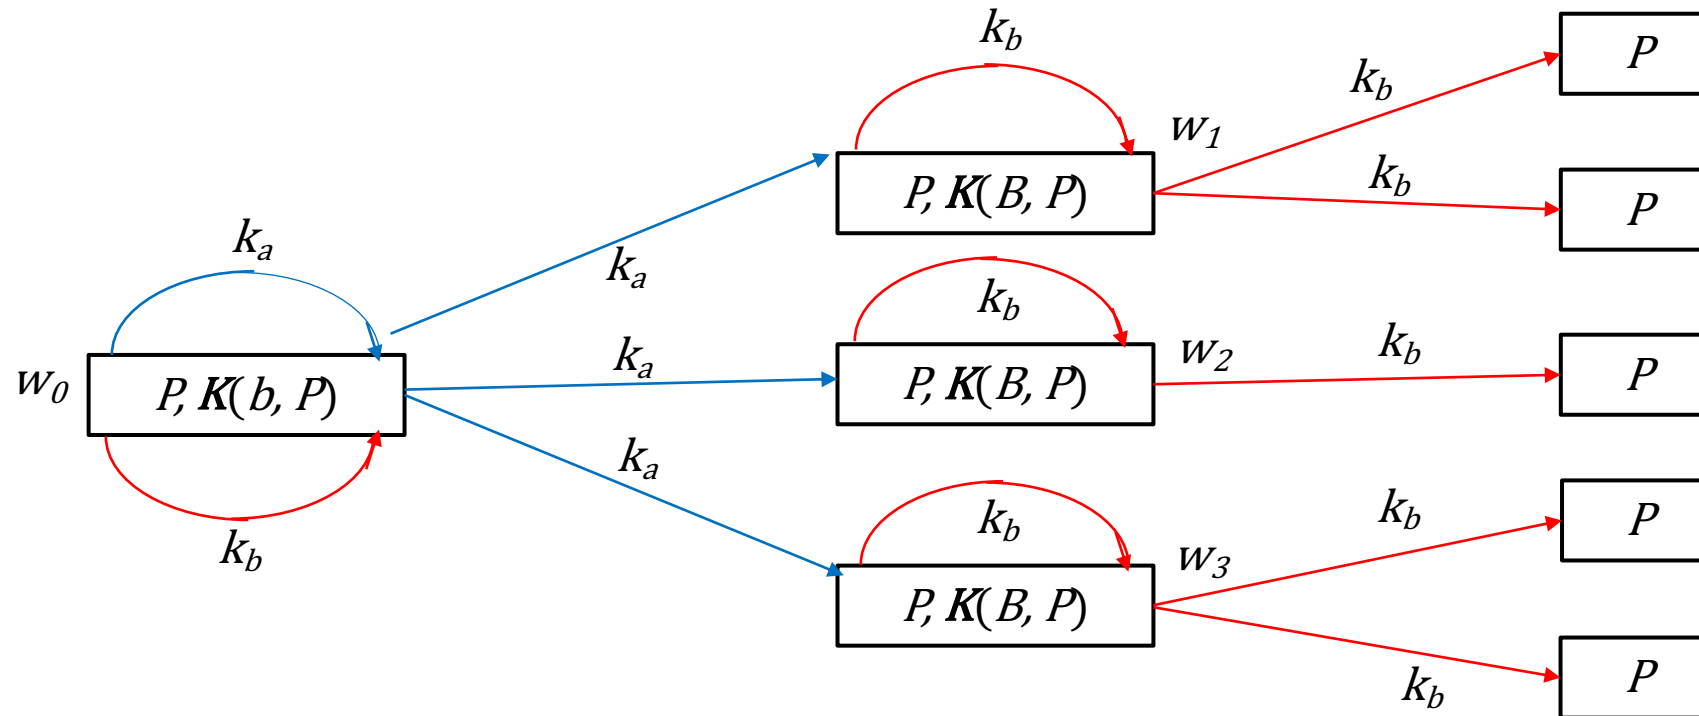 k_b
P
k_b
w_1
P, K(B, P)
k_b
P
k_a
k_a
k_b
w_2
k_b
P
w_0
P, K(b, P)
k_a
P, K(B, P)
k_a
k_b
k_b
w_3
k_b
P
P, K(B, P)
k_b
P